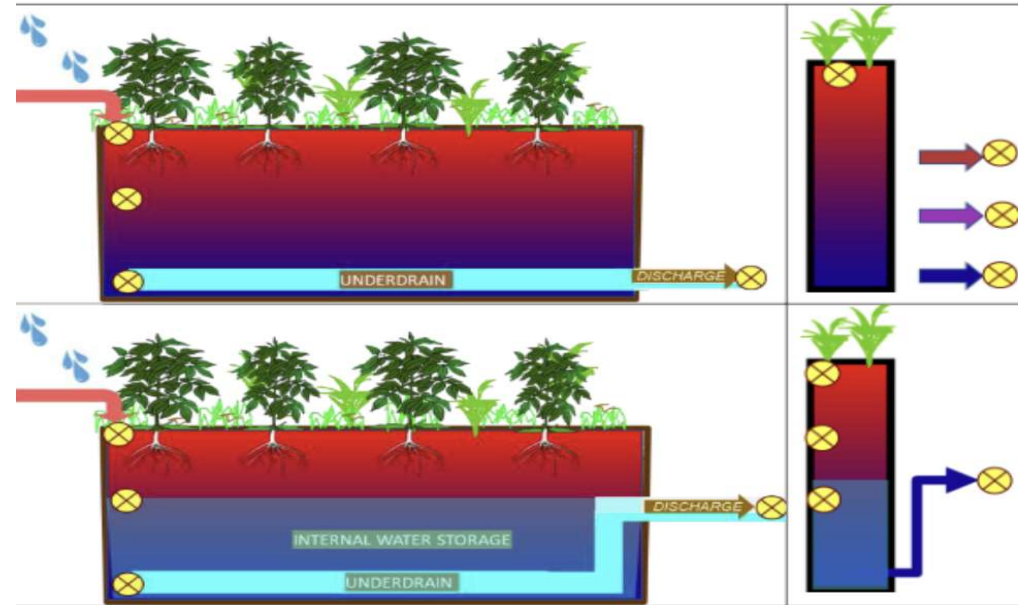 UNDERDRAIN
DISCHARGE
DISCHARGE
INTERNAL WATER STORAGE
UNDERDRAIN